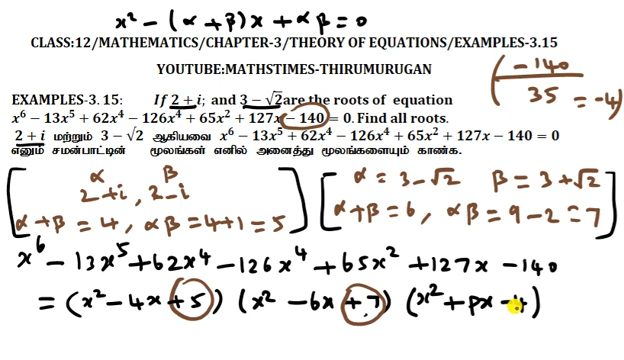 x² − (α + β)x + αβ = 0
CLASS:12/MATHEMATICS/CHAPTER-3/THEORY OF EQUATIONS/EXAMPLES-3.15
YOUTUBE:MATHSTIMES-THIRUMURUGAN
(−140/35 = −4)
EXAMPLES-3.15: If 2 + i; and 3 − √2 are the roots of equation
x⁶ − 13x⁵ + 62x⁴ − 126x⁴ + 65x² + 127x − 140 = 0. Find all roots.
2 + i மற்றும் 3 − √2 ஆகியவை x⁶ − 13x⁵ + 62x⁴ − 126x⁴ + 65x² + 127x − 140 = 0
எனும் சமன்பாட்டின் மூலங்கள் எனில் அனைத்து மூலங்களையும் காண்க.
α β
2+i, 2−i
α+β = 4, αβ = 4+1 = 5
α = 3−√2 β = 3+√2
α+β = 6, αβ = 9−2 = 7
x⁶ − 13x⁵ + 62x⁴ − 126x⁴ + 65x² + 127x − 140
= (x² − 4x + 5) (x² − 6x + 7) (x² + px − 4)